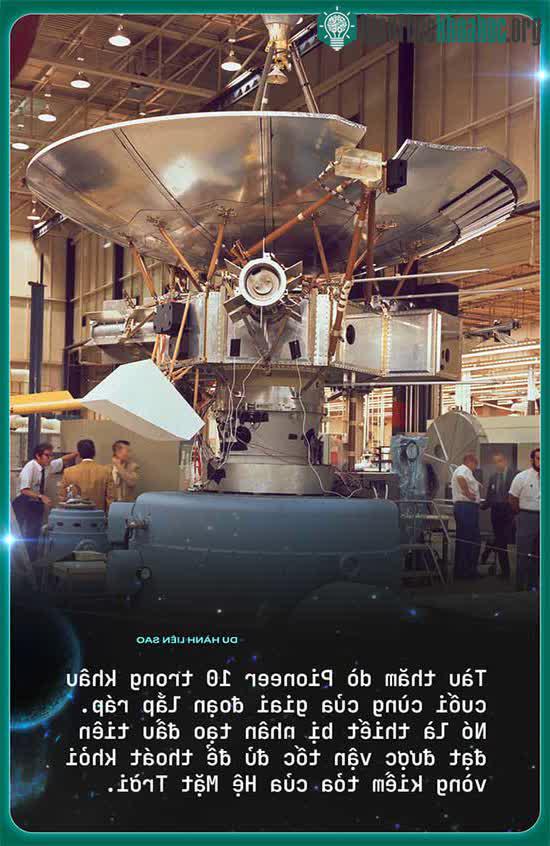 khoahoc.org
DU HÀNH LIÊN SAO
Tàu thăm dò Pioneer 10 trong khâu
cuối cùng của giai đoạn lắp ráp.
Nó là thiết bị nhân tạo đầu tiên
đạt được vận tốc đủ để thoát khỏi
vòng kiềm tỏa của Hệ Mặt Trời.